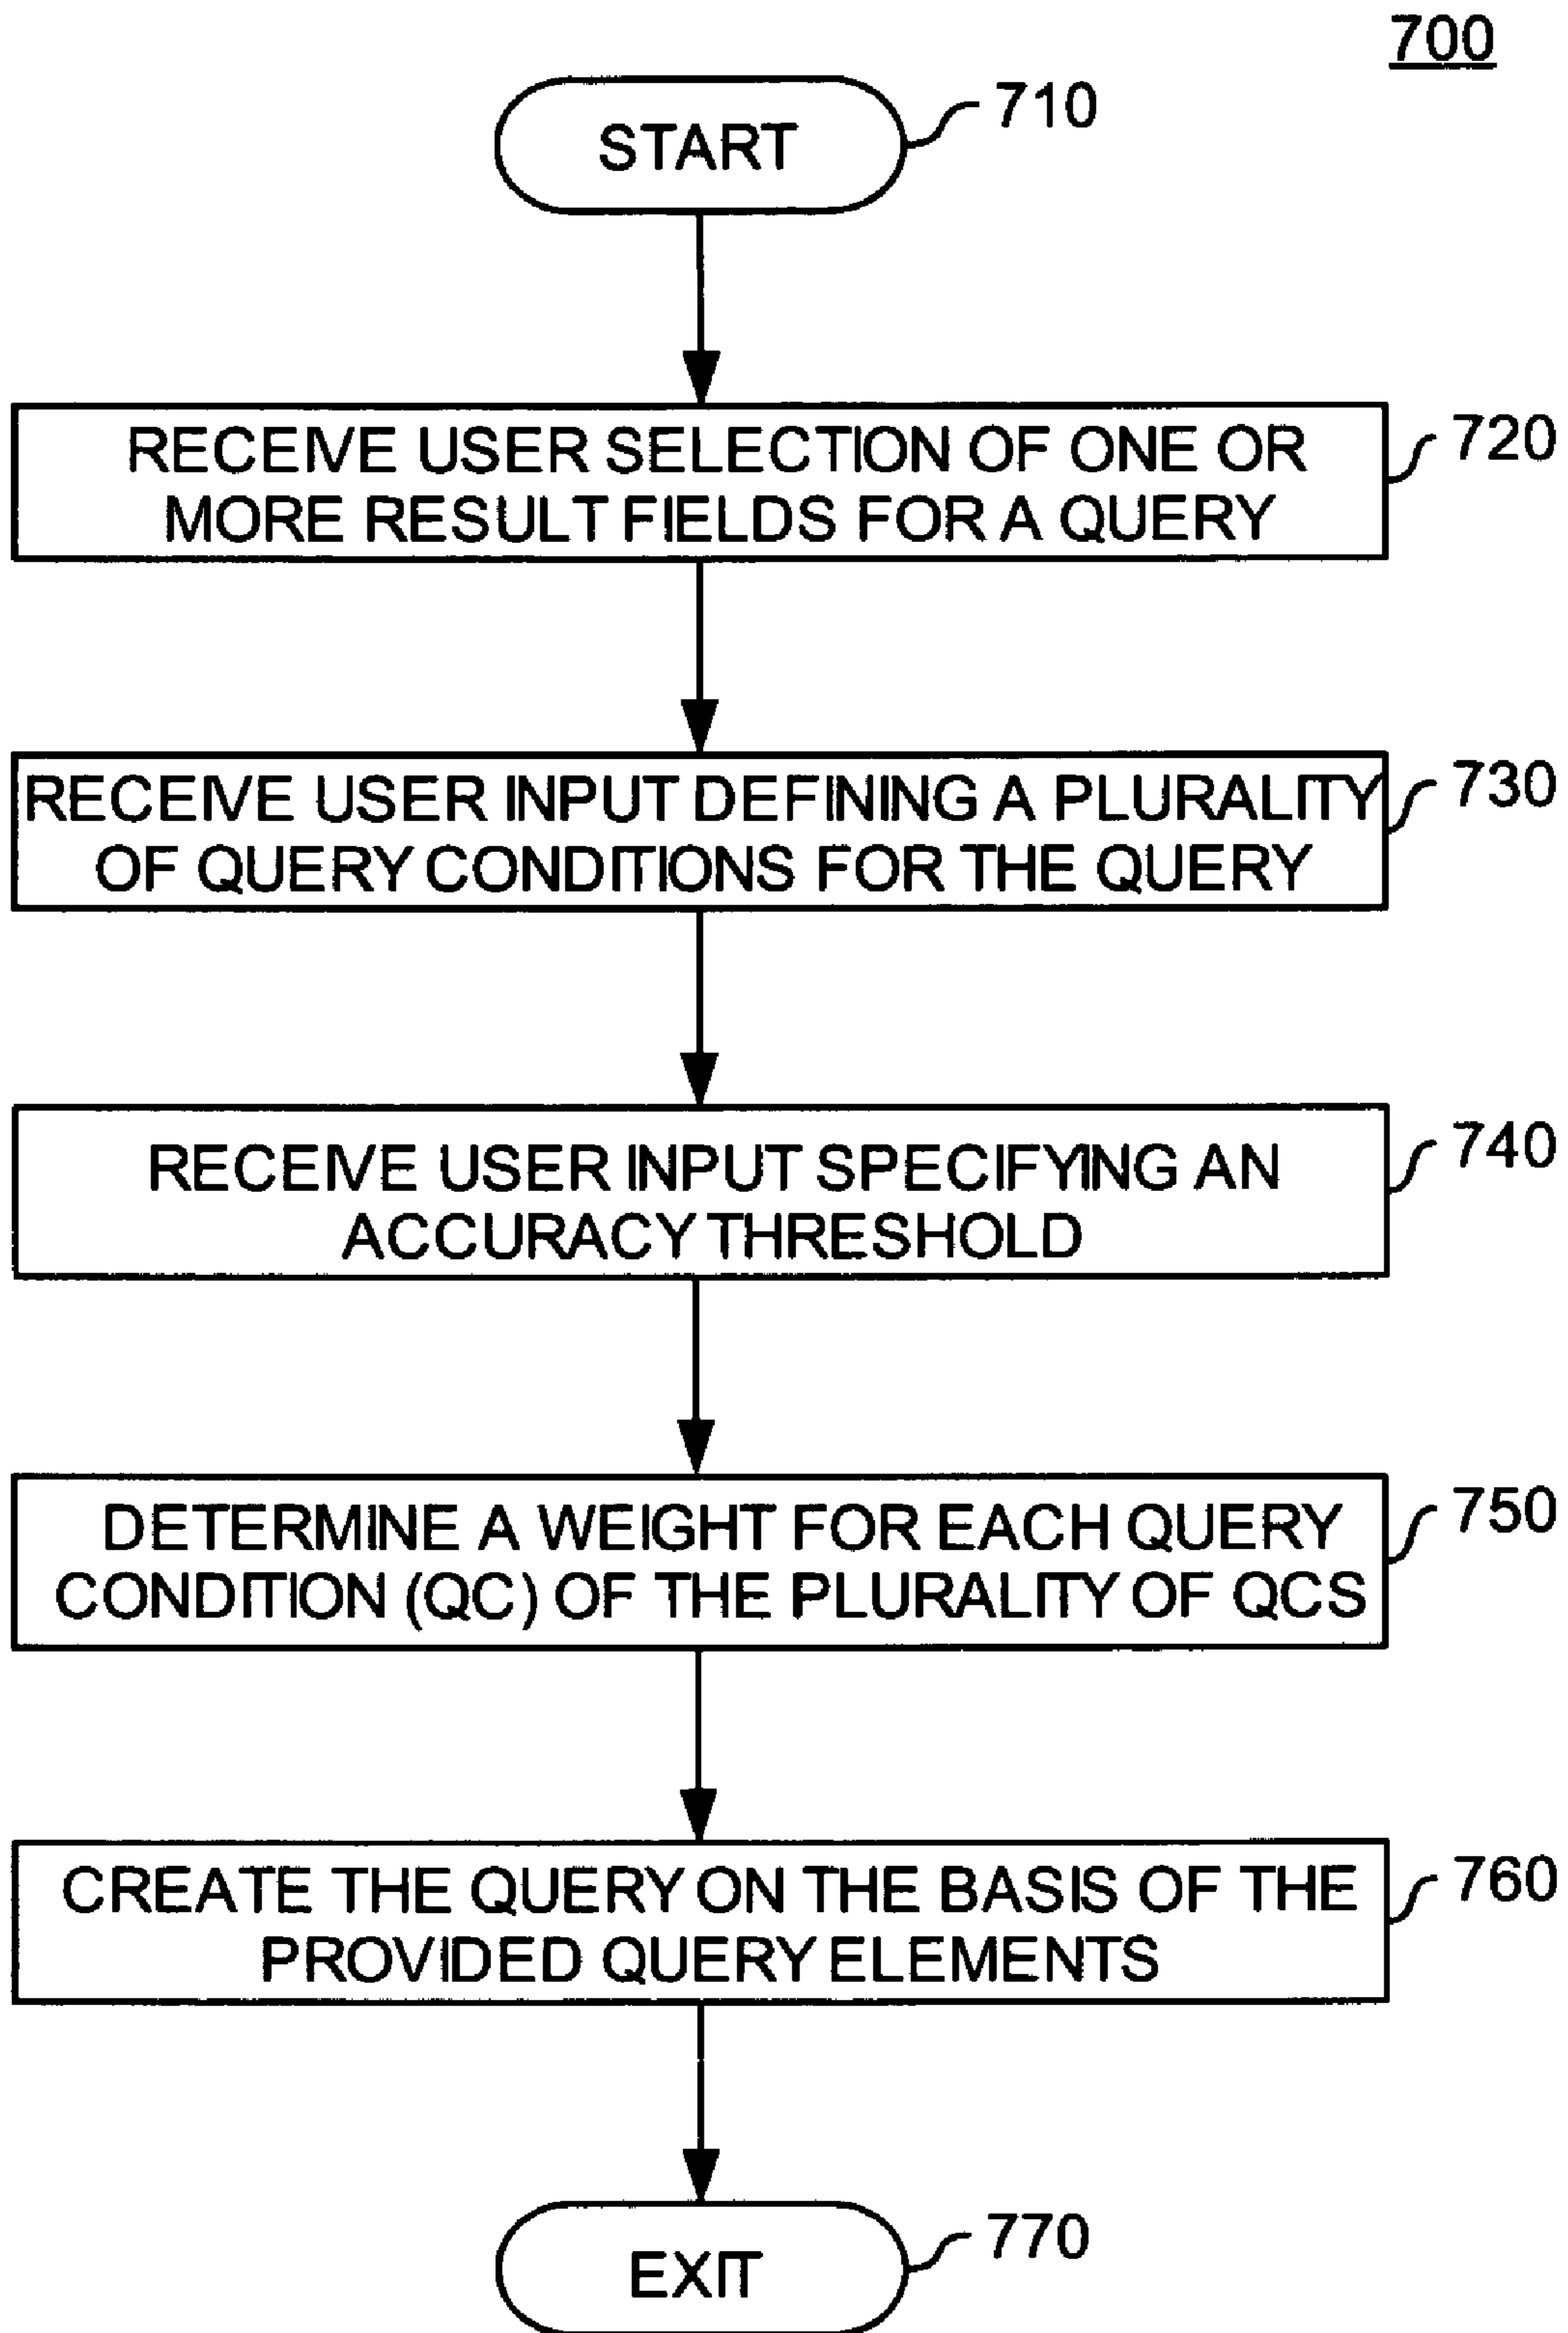 700
START
710
RECEIVE USER SELECTION OF ONE OR
MORE RESULT FIELDS FOR A QUERY
720
RECEIVE USER INPUT DEFINING A PLURALITY
OF QUERY CONDITIONS FOR THE QUERY
730
RECEIVE USER INPUT SPECIFYING AN
ACCURACY THRESHOLD
740
DETERMINE A WEIGHT FOR EACH QUERY
CONDITION (QC) OF THE PLURALITY OF QCS
750
CREATE THE QUERY ON THE BASIS OF THE
PROVIDED QUERY ELEMENTS
760
EXIT
770